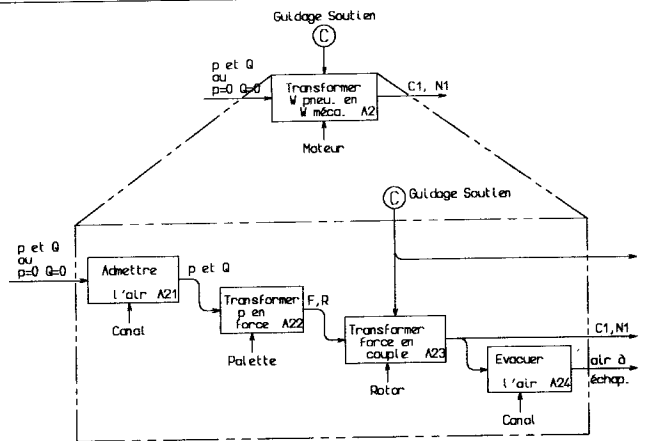 Guidage Soutien
C
p et Q
ou
p=0 Q=0
Transformer
W pneu. en
W méca. A2
C1, N1
Moteur
C
Guidage Soutien
p et Q
ou
p=0 Q=0
Admettre
l'air A21
p et Q
Canal
Transformer
p en
force A22
F,R
Palette
Transformer
force en
couple A23
C1,N1
Rotor
Evacuer
l'air A24
air à
échap.
Canal